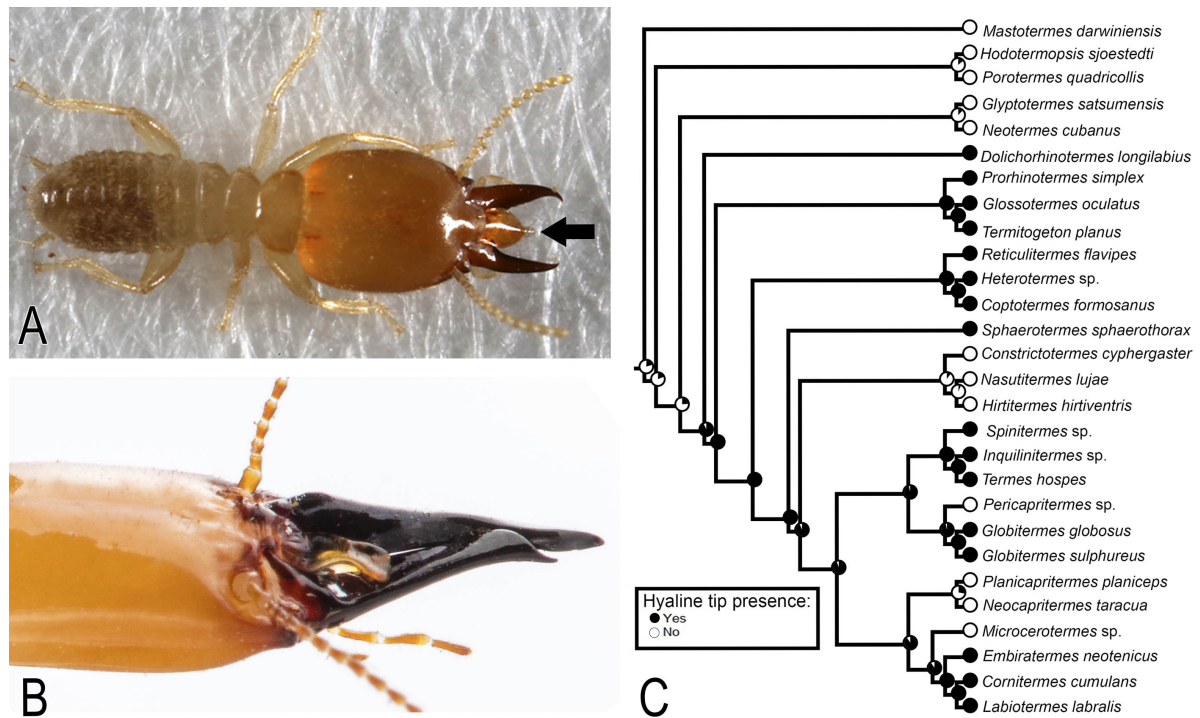 A
B
C
Mastotermes darwiniensis
Hodotermopsis sjoestedti
Porotermes quadricollis
Glyptotermes satsumensis
Neotermes cubanus
Dolichorhinotermes longilabius
Prorhinotermes simplex
Glossotermes oculatus
Termitogeton planus
Reticulitermes flavipes
Heterotermes sp.
Coptotermes formosanus
Sphaerotermes sphaerothorax
Constrictotermes cyphergaster
Nasutitermes lujae
Hirtitermes hirtiventris
Spinitermes sp.
Inquilinitermes sp.
Termes hospes
Pericapritermes sp.
Globitermes globosus
Globitermes sulphureus
Planicapritermes planiceps
Neocapritermes taracua
Microcerotermes sp.
Embiratermes neotenicus
Cornitermes cumulans
Labiotermes labralis
Hyaline tip presence:
Yes
No